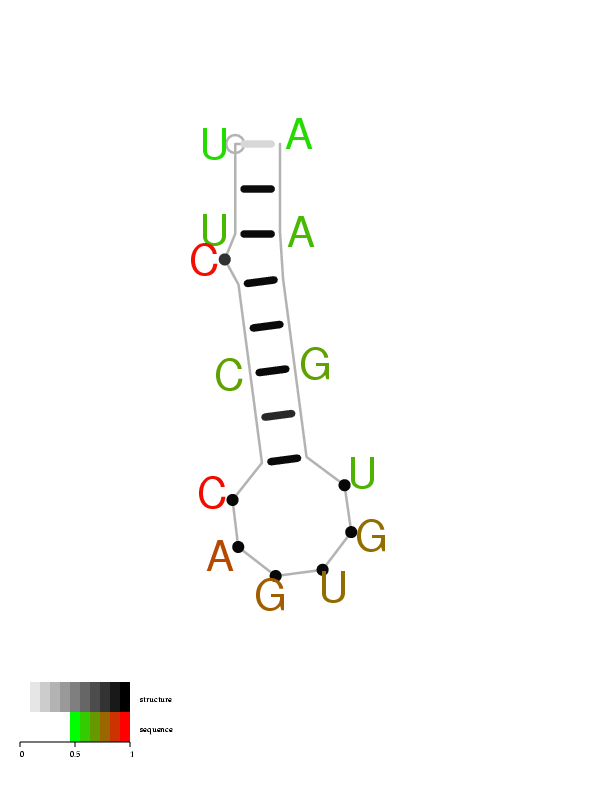 U A
U A
C
C G
C U
A G
G U
structure
sequence
0 0.5 1